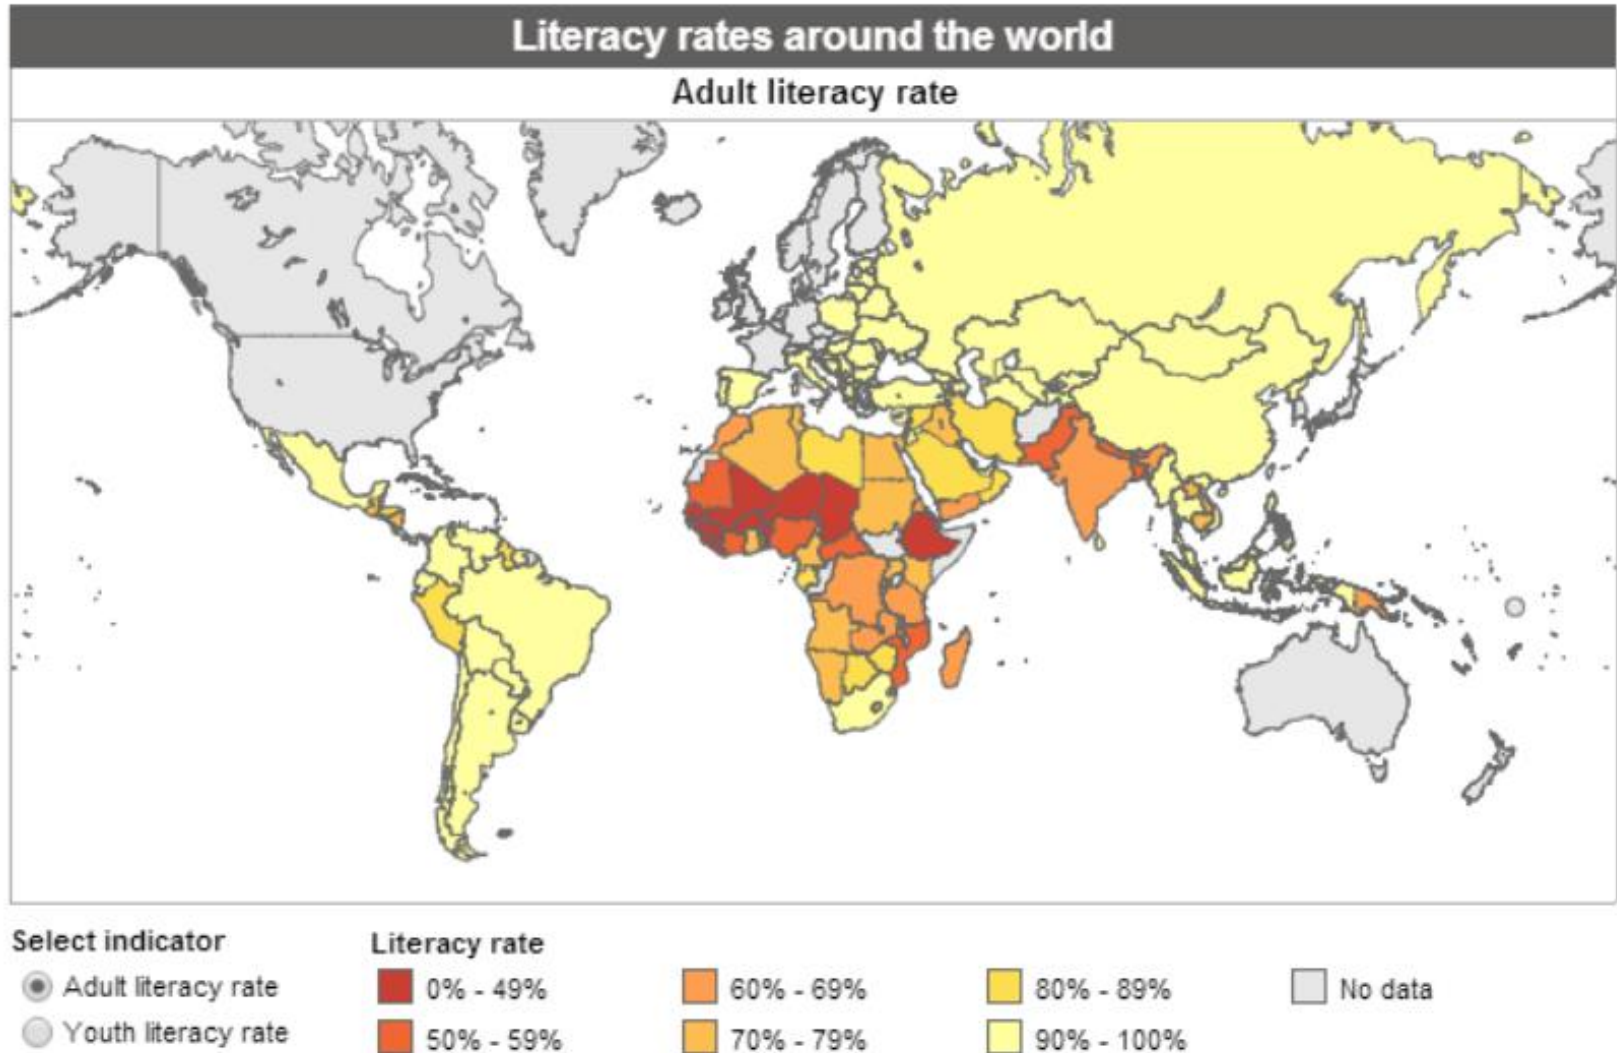 Literacy rates around the world
Adult literacy rate
Select indicator
Adult literacy rate
Youth literacy rate
Literacy rate
0% - 49%
50% - 59%
60% - 69%
70% - 79%
80% - 89%
90% - 100%
No data